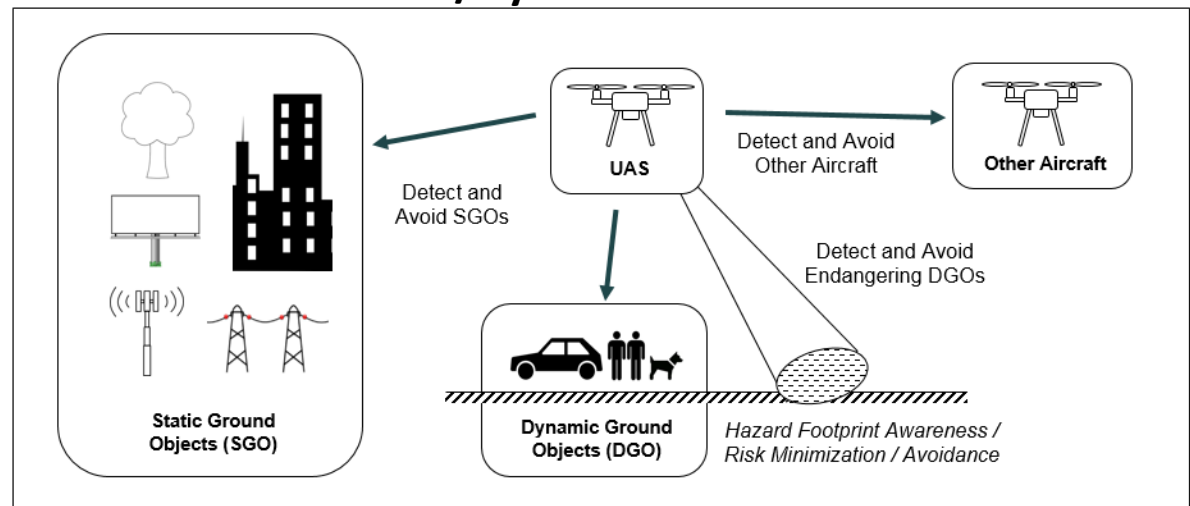 UAS
Detect and Avoid
Other Aircraft
Other Aircraft
Detect and
Avoid SGOs
Detect and Avoid
Endangering DGOs
Static Ground
Objects (SGO)
Dynamic Ground
Objects (DGO)
Hazard Footprint Awareness /
Risk Minimization / Avoidance